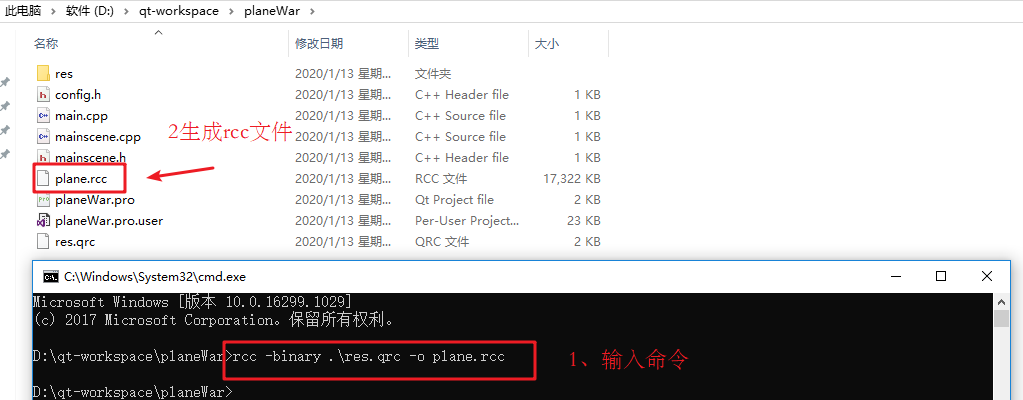 此电脑 › 软件 (D:) › qt-workspace › planeWar ›
名称 修改日期 类型 大小
res 2020/1/13 星期... 文件夹
config.h 2020/1/13 星期... C++ Header file 1 KB
main.cpp 2020/1/13 星期... C++ Source file 1 KB
mainscene.cpp 2020/1/13 星期... C++ Source file 1 KB
2生成rcc文件
mainscene.h 2020/1/13 星期... C++ Header file 1 KB
plane.rcc 2020/1/13 星期... RCC 文件 17,322 KB
planeWar.pro 2020/1/13 星期... Qt Project file 2 KB
planeWar.pro.user 2020/1/13 星期... Per-User Project... 23 KB
res.qrc 2020/1/13 星期... QRC 文件 2 KB
C:\Windows\System32\cmd.exe
Microsoft Windows [版本 10.0.16299.1029]
(c) 2017 Microsoft Corporation。保留所有权利。
D:\qt-workspace\planeWar>rcc -binary .\res.qrc -o plane.rcc
1、输入命令
D:\qt-workspace\planeWar>